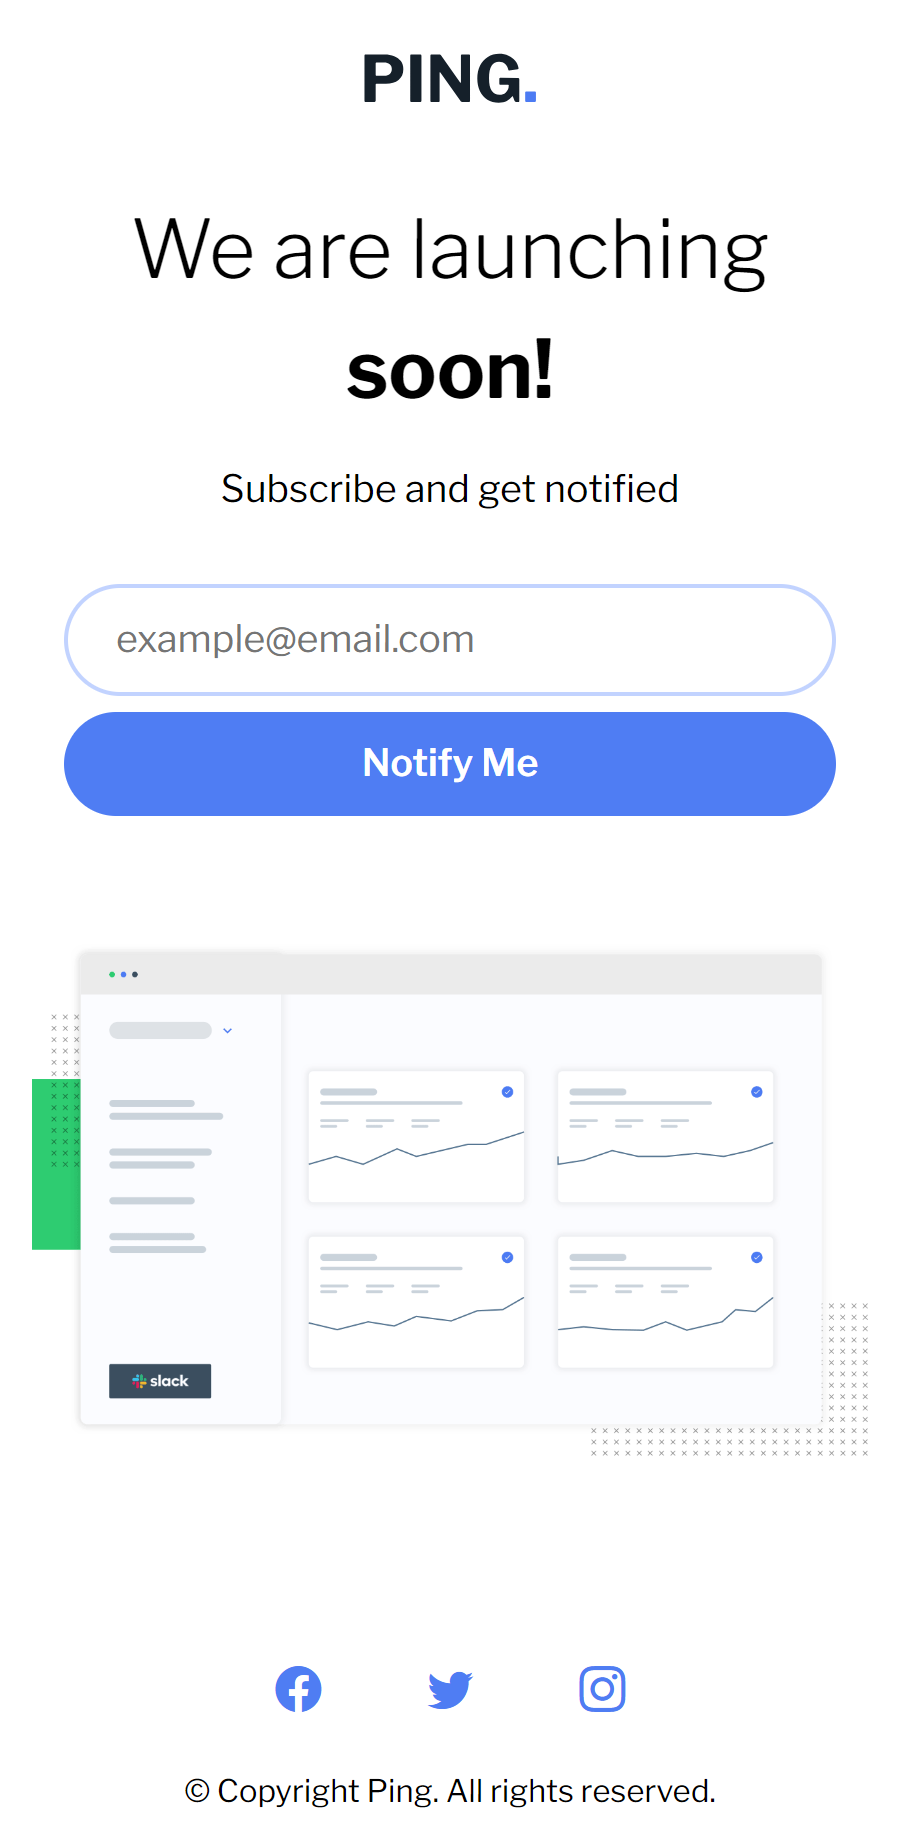 PING.
We are launching
soon!
Subscribe and get notified
example@email.com
Notify Me
slack
© Copyright Ping. All rights reserved.